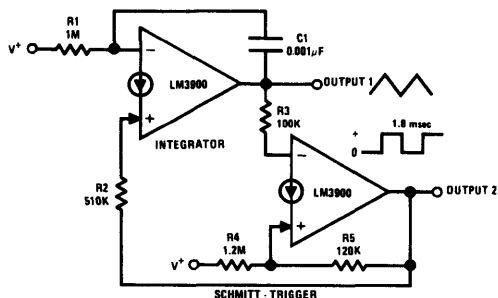 R1
1M
V+
C1
0.001µF
−
LM3900
+
INTEGRATOR
OUTPUT 1
R3
100K
+
0
1.8 msec
R2
510K
−
LM3900
+
OUTPUT 2
R4
1.2M
V+
R5
120K
SCHMITT - TRIGGER